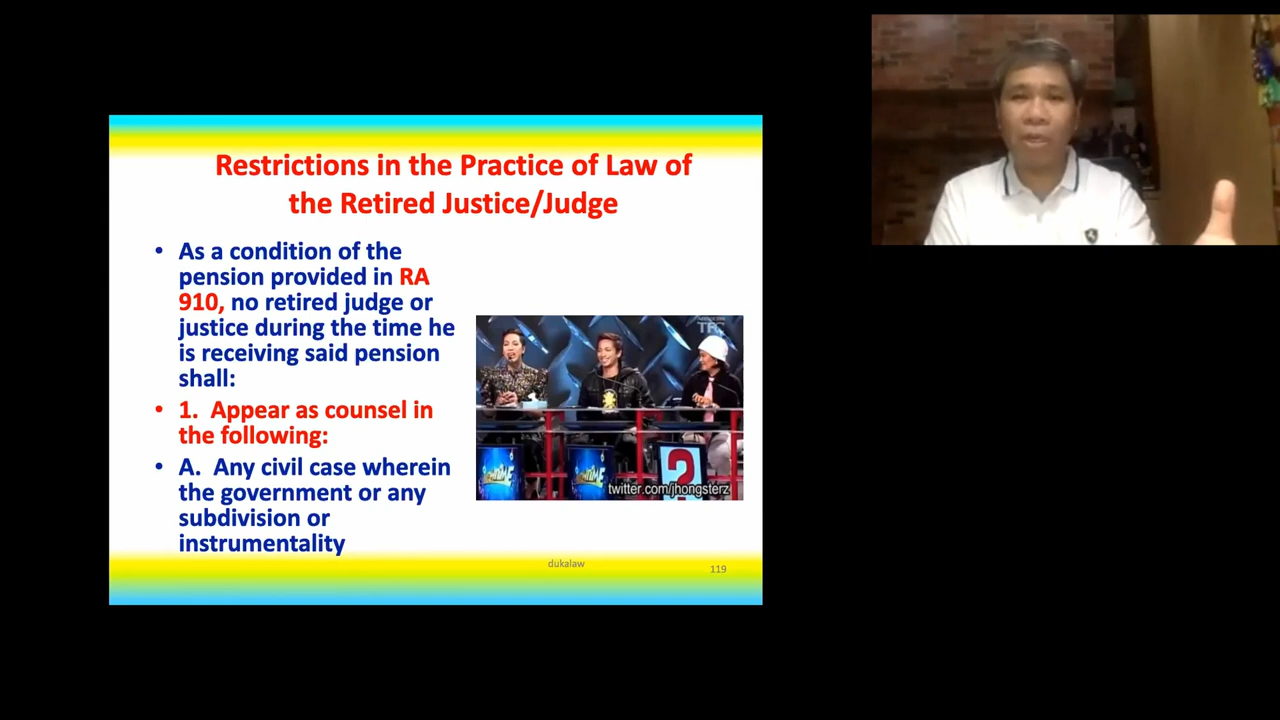 Restrictions in the Practice of Law of
the Retired Justice/Judge
• As a condition of the
pension provided in RA
910, no retired judge or
justice during the time he
is receiving said pension
shall:
• 1. Appear as counsel in
the following:
• A. Any civil case wherein
the government or any
subdivision or
instrumentality
TFC
?
twitter.com/jhongsterz
dukalaw
119